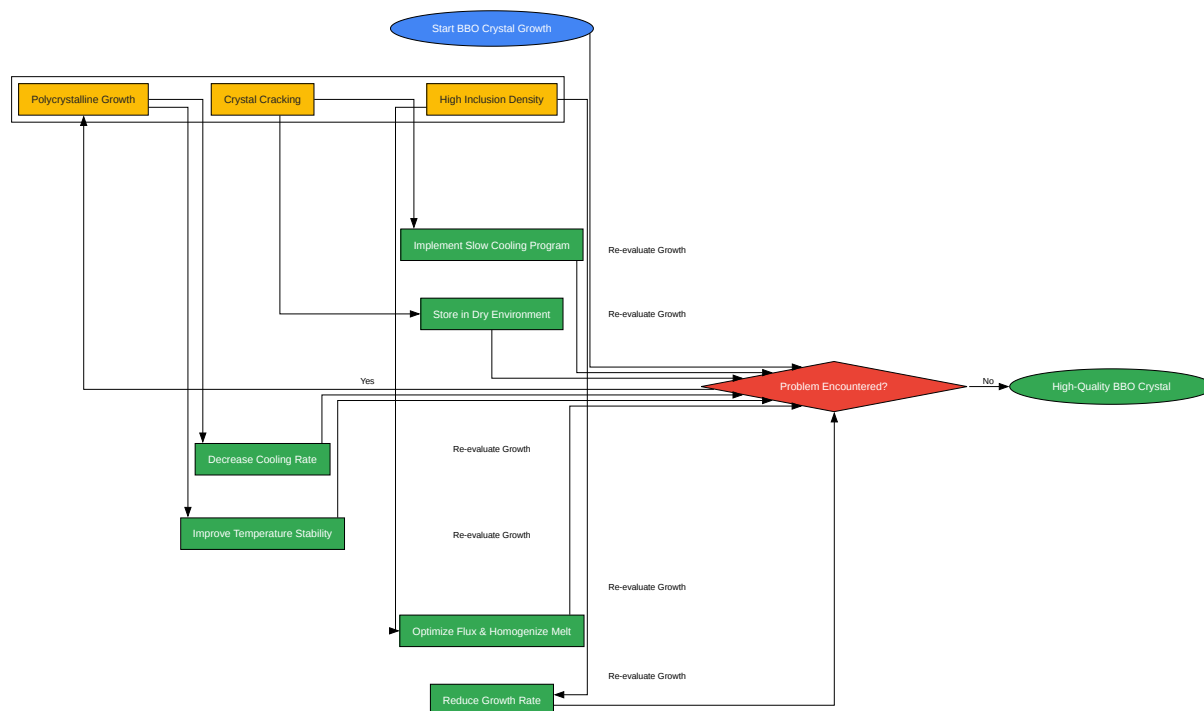 Start BBO Crystal Growth
Polycrystalline Growth
Crystal Cracking
High Inclusion Density
Implement Slow Cooling Program
Re-evaluate Growth
Store in Dry Environment
Re-evaluate Growth
Yes
Problem Encountered?
No
High-Quality BBO Crystal
Decrease Cooling Rate
Re-evaluate Growth
Improve Temperature Stability
Re-evaluate Growth
Re-evaluate Growth
Optimize Flux & Homogenize Melt
Re-evaluate Growth
Reduce Growth Rate